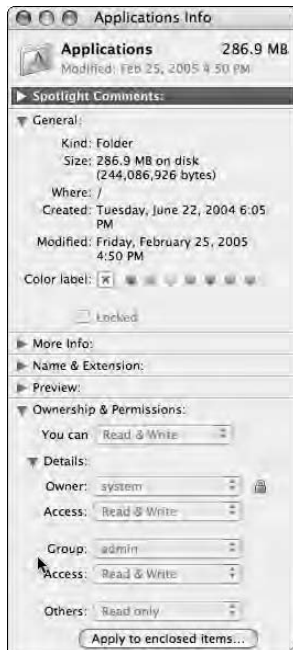 Applications Info
Applications 286.9 MB
Modified: Feb 25, 2005 4:50 PM
Spotlight Comments:
General:
Kind: Folder
Size: 286.9 MB on disk
(244,086,926 bytes)
Where: /
Created: Tuesday, June 22, 2004 6:05
PM
Modified: Friday, February 25, 2005
4:50 PM
Color label:
Locked
More Info:
Name & Extension:
Preview:
Ownership & Permissions:
You can Read & Write
Details:
Owner: system
Access: Read & Write
Group: admin
Access: Read & Write
Others: Read only
Apply to enclosed items...